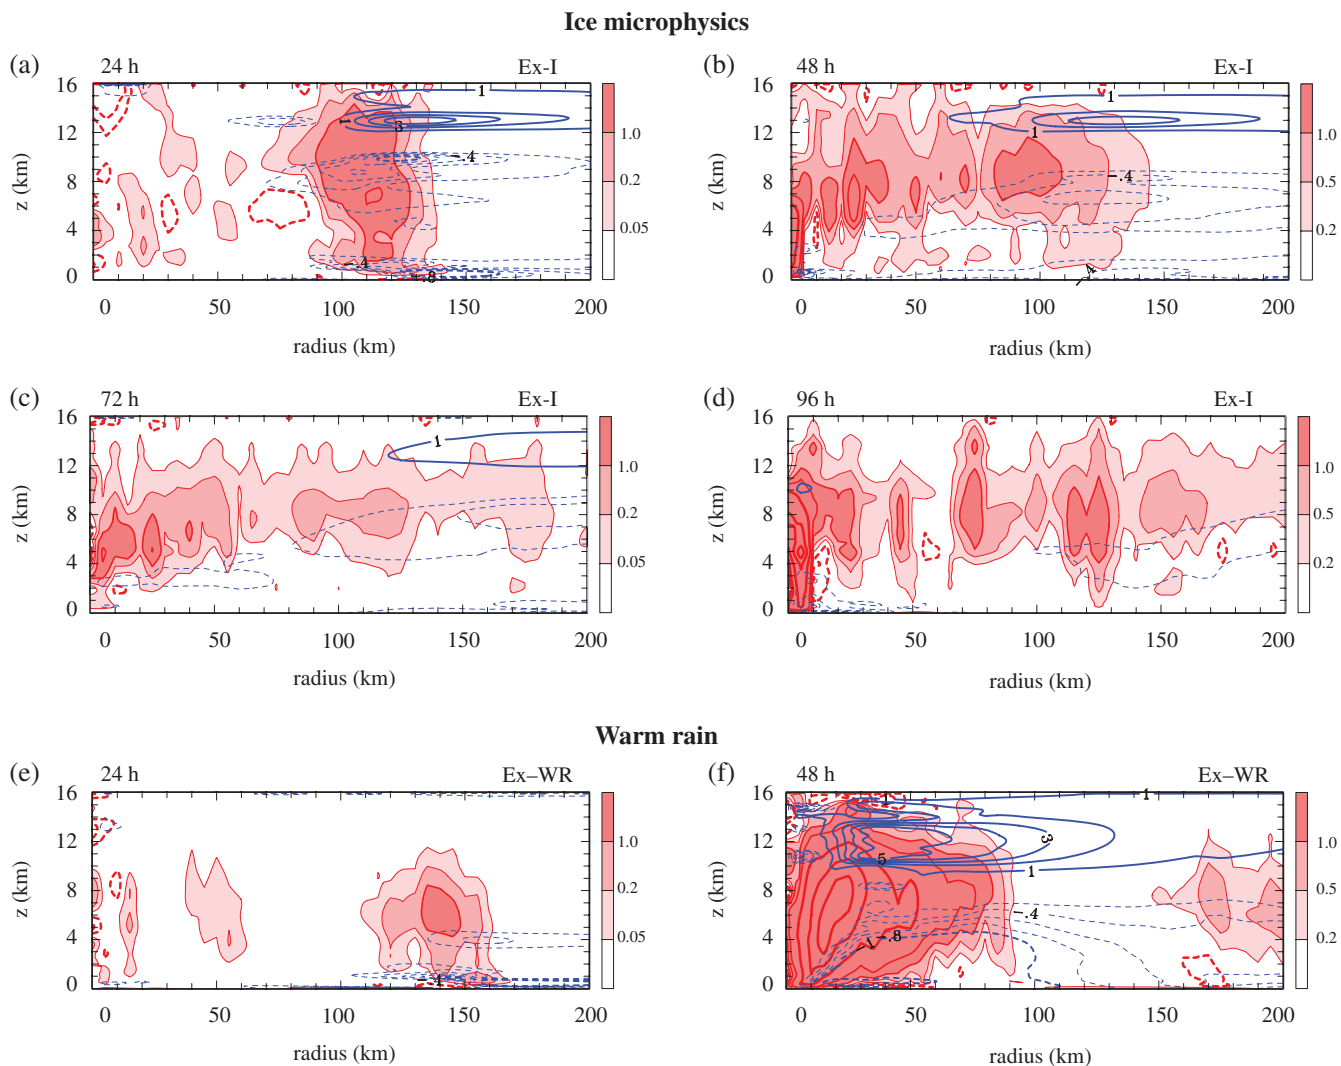 Ice microphysics
(a) 24 h Ex-I
16
12
8
4
0
z (km)
1
1
3
-.4
-.4
-.8
1.0
0.2
0.05
0 50 100 150 200
radius (km)
(b) 48 h Ex-I
16
12
8
4
0
z (km)
1
1
-.4
-.4
1.0
0.5
0.2
0 50 100 150 200
radius (km)
(c) 72 h Ex-I
16
12
8
4
0
z (km)
1
1.0
0.2
0.05
0 50 100 150 200
radius (km)
(d) 96 h Ex-I
16
12
8
4
0
z (km)
1.0
0.5
0.2
0 50 100 150 200
radius (km)
Warm rain
(e) 24 h Ex–WR
16
12
8
4
0
z (km)
-.4
1.0
0.2
0.05
0 50 100 150 200
radius (km)
(f) 48 h Ex–WR
16
12
8
4
0
z (km)
1
1
3
5
1
-.4
-.8
-1
1.0
0.5
0.2
0 50 100 150 200
radius (km)